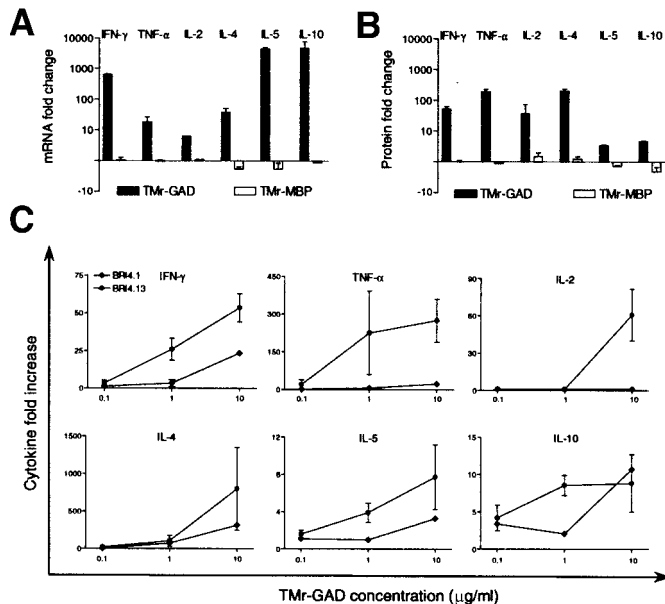 A
IFN-γ TNF-α IL-2 IL-4 IL-5 IL-10
10000
1000
100
10
1
-10
mRNA fold change
TMr-GAD TMr-MBP
B
IFN-γ TNF-α IL-2 IL-4 IL-5 IL-10
10000
1000
100
10
1
-10
Protein fold change
TMr-GAD TMr-MBP
C
Cytokine fold increase
IFN-γ
BRI4.1
BRI4.13
75
50
25
0
0.1 1 10
TNF-α
450
300
150
0
0.1 1 10
IL-2
90
60
30
0
0.1 1 10
IL-4
1500
1000
500
0
0.1 1 10
IL-5
12
8
4
0
0.1 1 10
IL-10
15
10
5
0
0.1 1 10
TMr-GAD concentration (μg/ml)